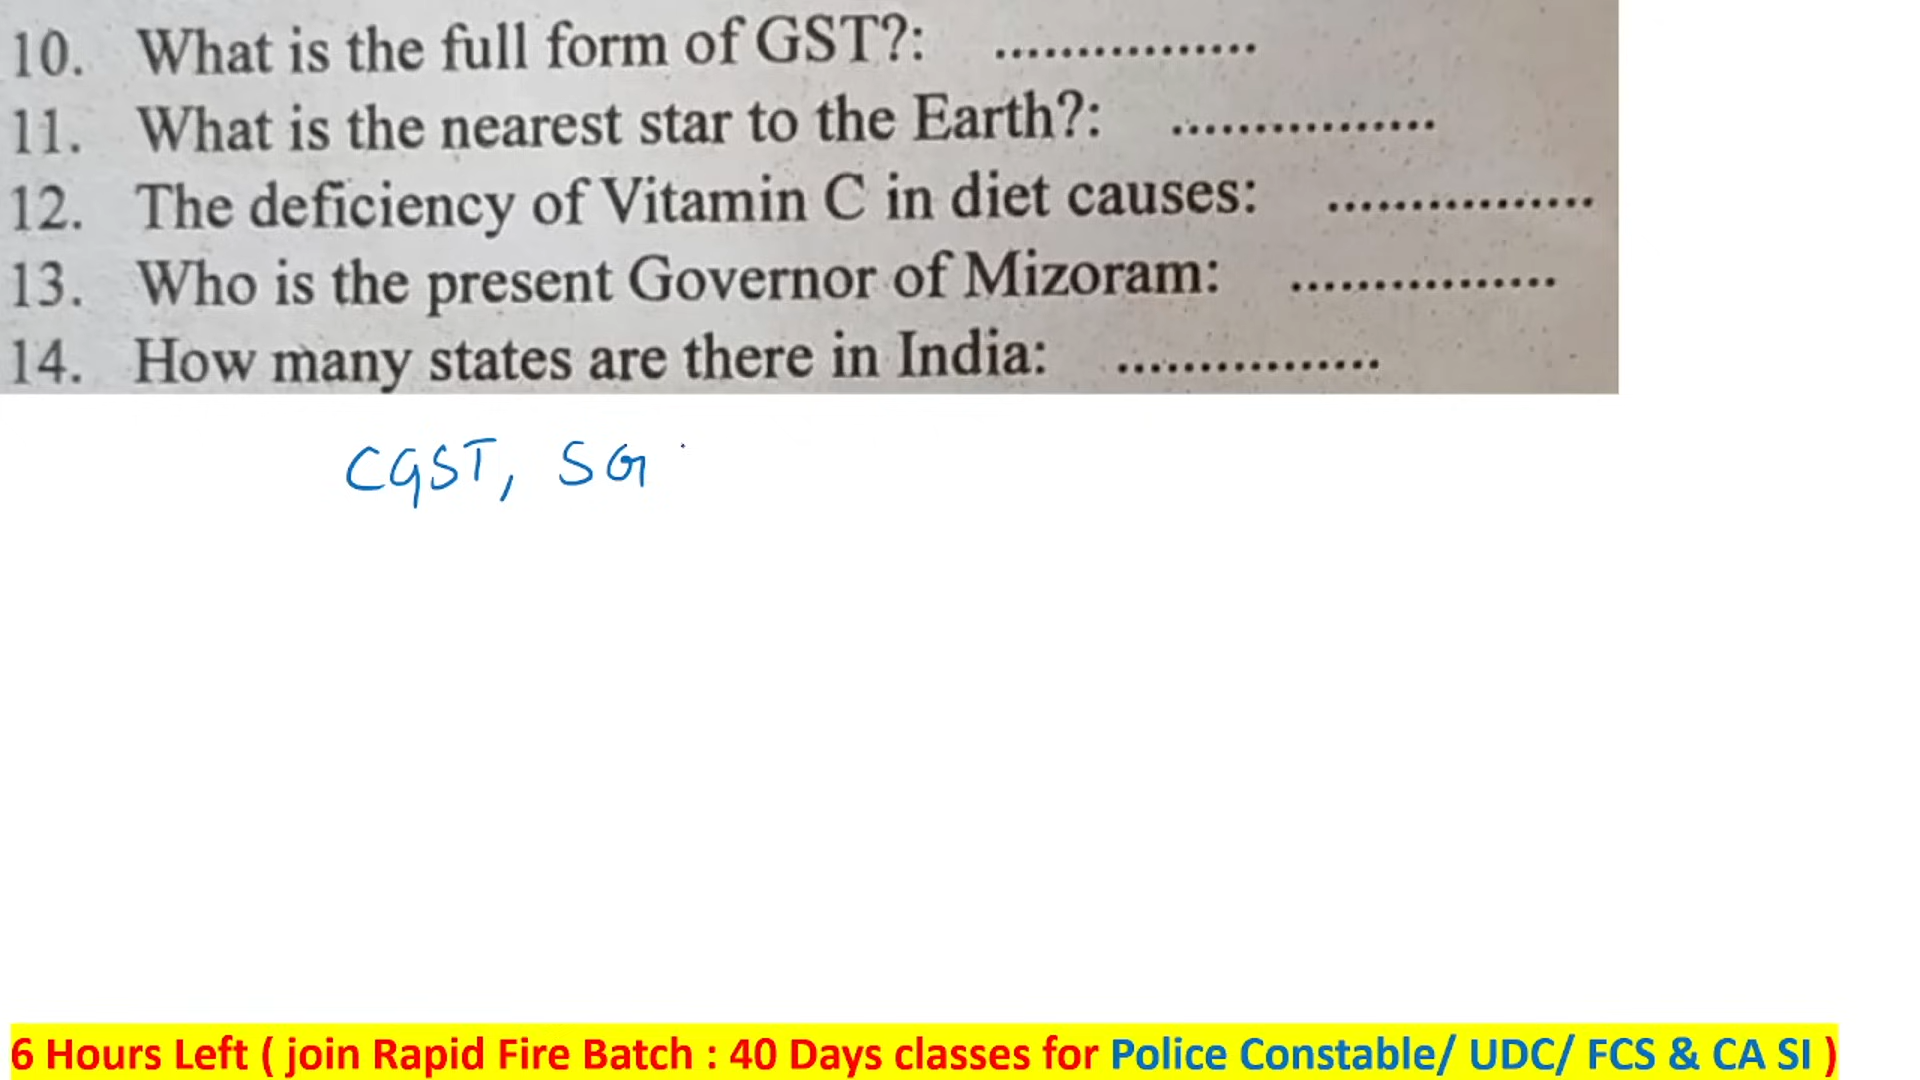 10. What is the full form of GST?: ................
11. What is the nearest star to the Earth?: ................
12. The deficiency of Vitamin C in diet causes: ................
13. Who is the present Governor of Mizoram: ................
14. How many states are there in India: ................
CGST, SG
6 Hours Left ( join Rapid Fire Batch : 40 Days classes for Police Constable/ UDC/ FCS & CA SI )